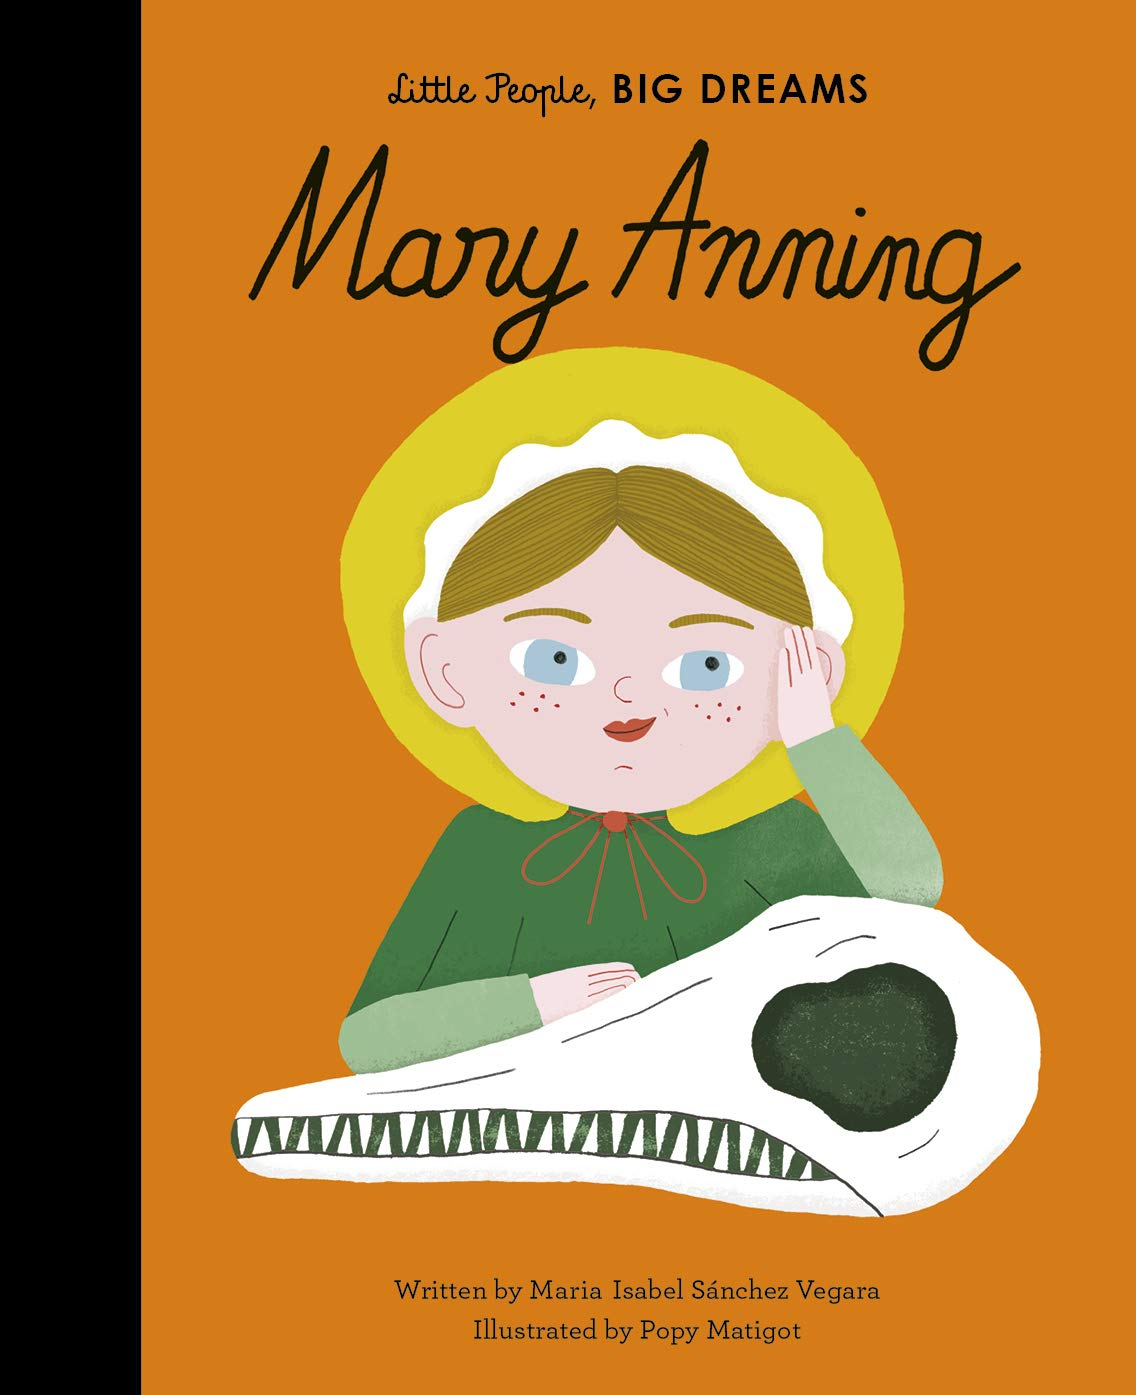 Little People, BIG DREAMS
Mary Anning
Written by Maria Isabel Sánchez Vegara
Illustrated by Popy Matigot